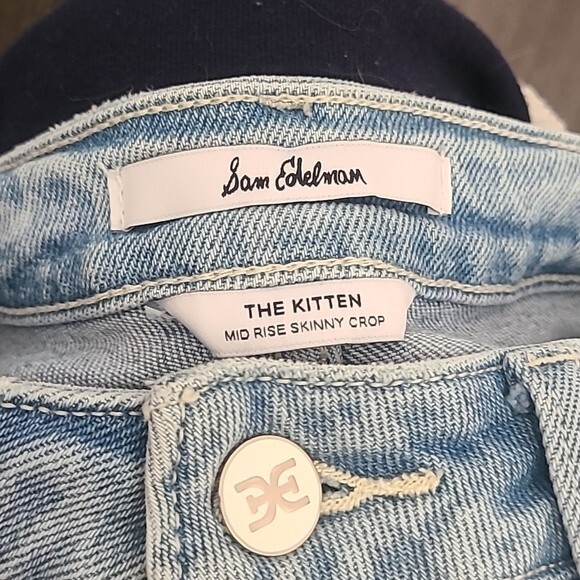 Sam Edelman
THE KITTEN
MID RISE SKINNY CROP